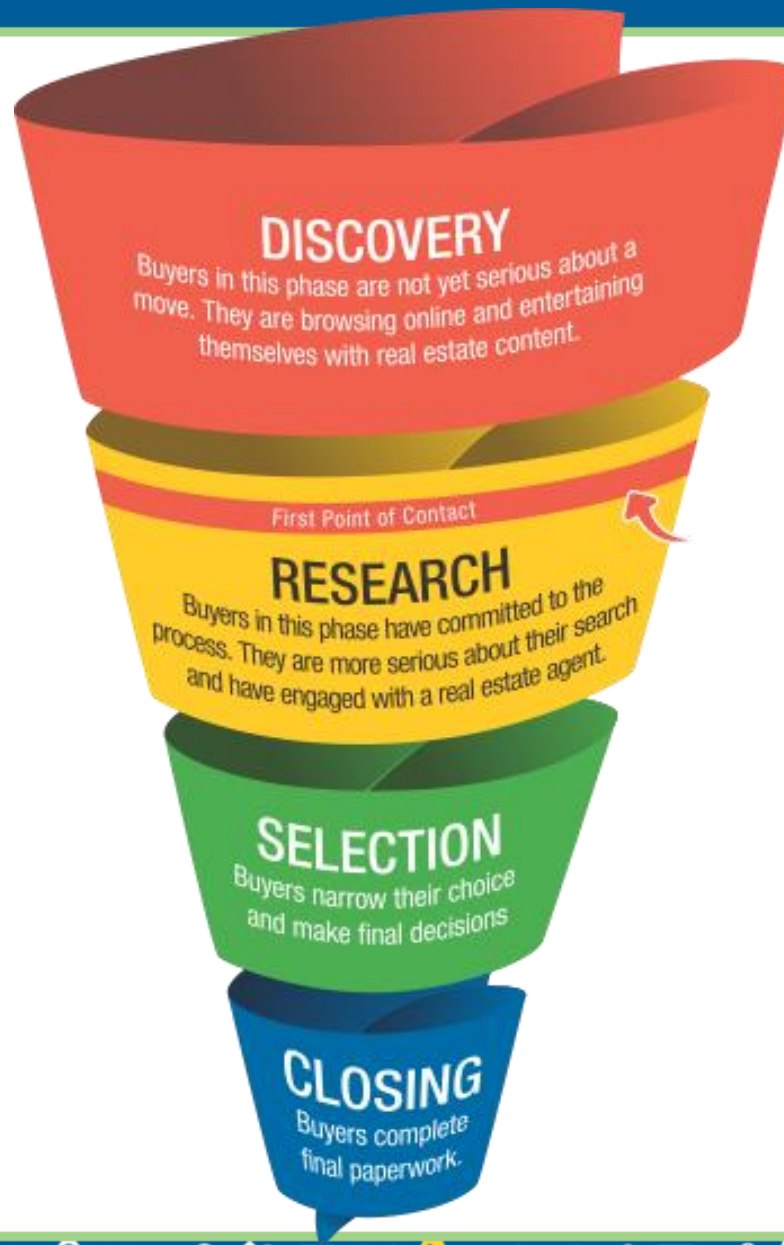 DISCOVERY
Buyers in this phase are not yet serious about a
move. They are browsing online and entertaining
themselves with real estate content.
First Point of Contact
RESEARCH
Buyers in this phase have committed to the
process. They are more serious about their search
and have engaged with a real estate agent.
SELECTION
Buyers narrow their choice
and make final decisions
CLOSING
Buyers complete
final paperwork.